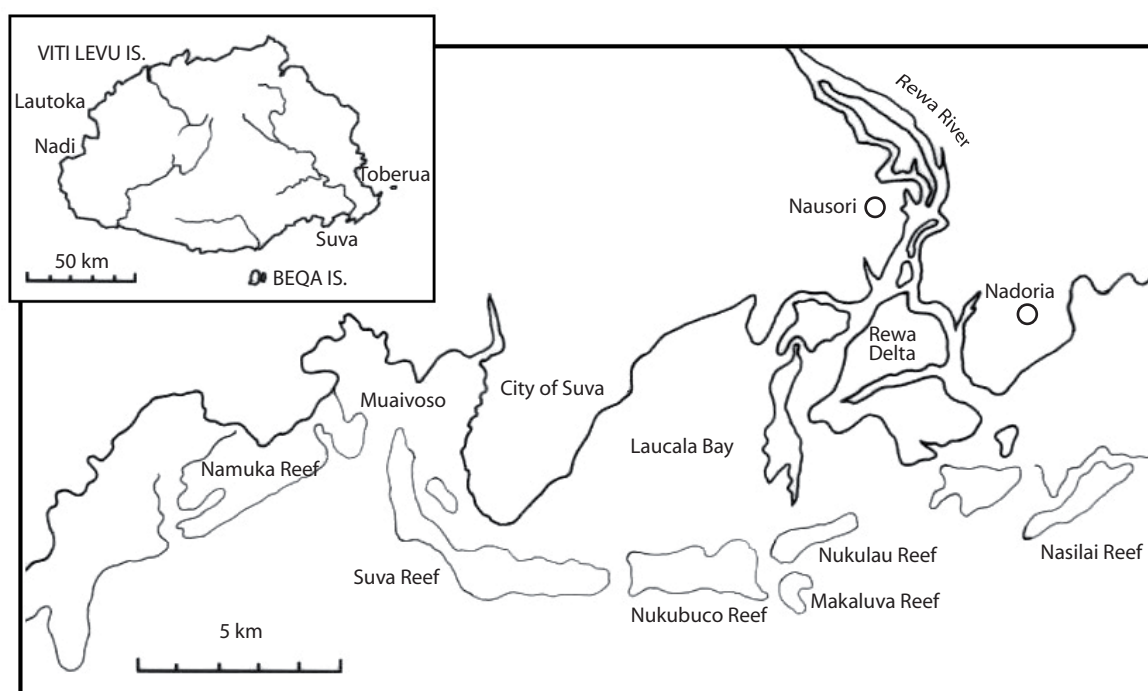 VITI LEVU IS.
Lautoka
Nadi
Toberua
Suva
50 km
BEQA IS.
Rewa River
Nausori
Nadoria
Rewa
Delta
Muaivoso
City of Suva
Laucala Bay
Namuka Reef
Suva Reef
Nukubuco Reef
Nukulau Reef
Makaluva Reef
Nasilai Reef
5 km